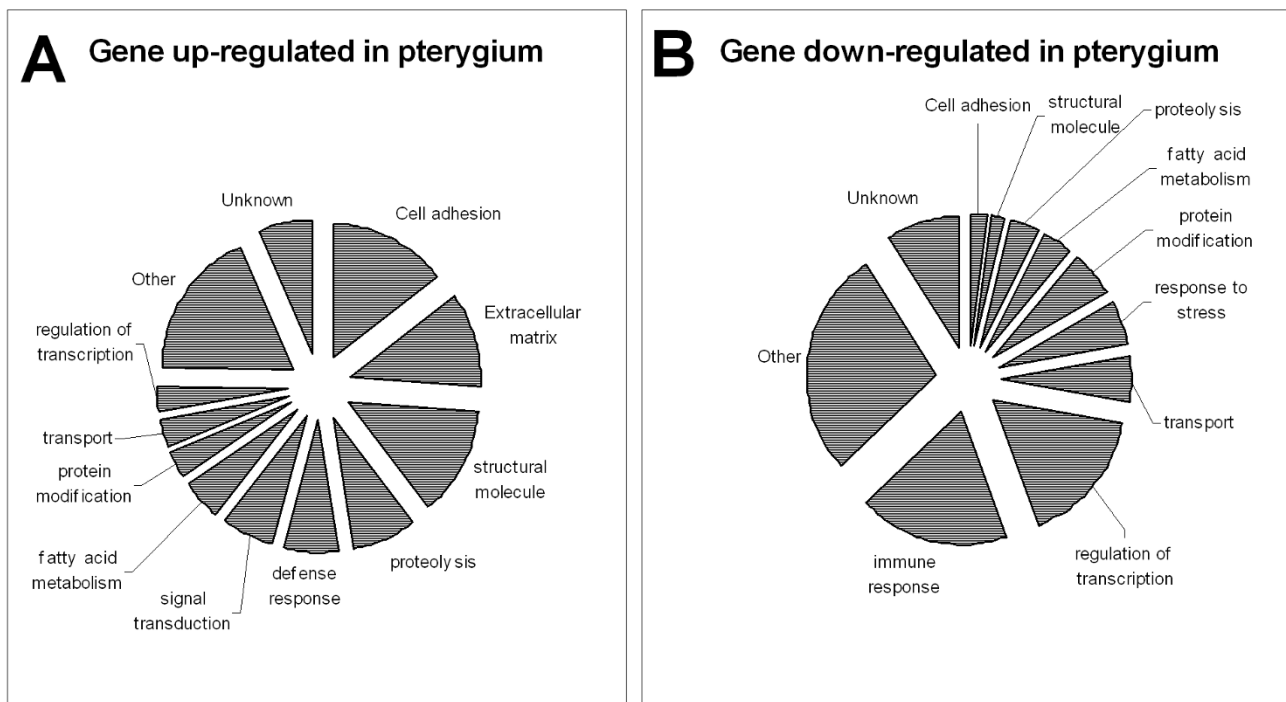 A Gene up-regulated in pterygium
Unknown
Cell adhesion
Other
Extracellular
matrix
regulation of
transcription
transport
structural
molecule
protein
modification
fatty acid
metabolism
defense
response
proteolysis
signal
transduction
B Gene down-regulated in pterygium
Cell adhesion
structural
molecule
proteolysis
fatty acid
metabolism
Unknown
protein
modification
response to
stress
Other
transport
immune
response
regulation of
transcription